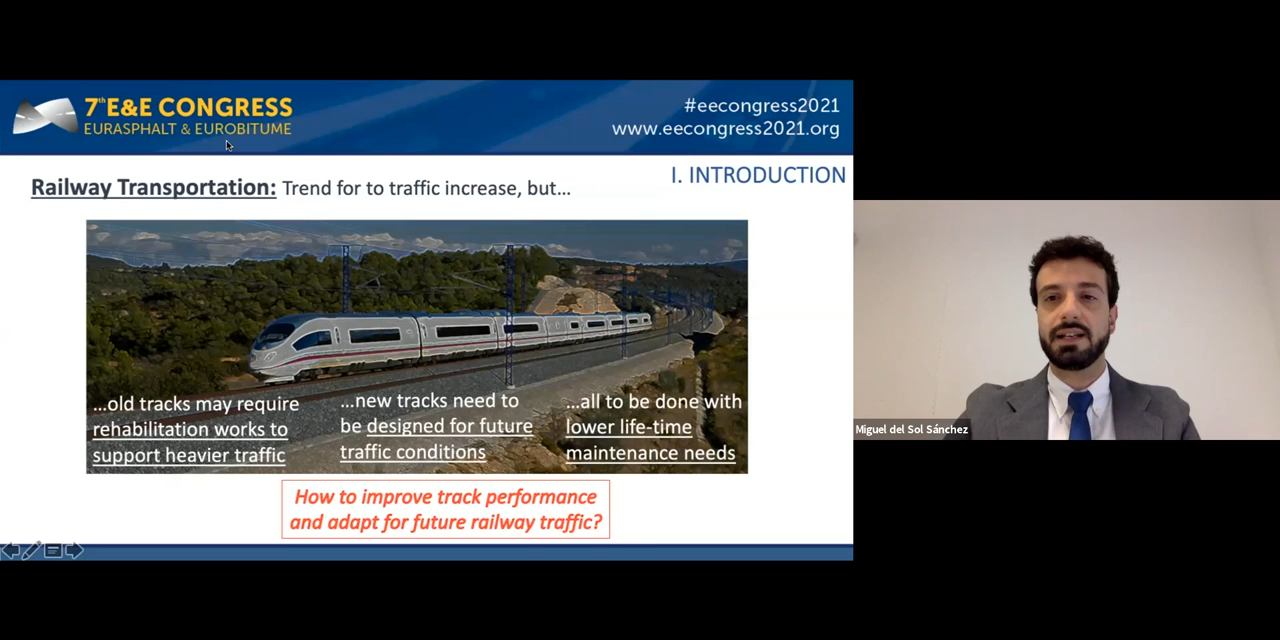 7th E&E CONGRESS
EURASPHALT & EUROBITUME
#eecongress2021
www.eecongress2021.org
I. INTRODUCTION
Railway Transportation: Trend for to traffic increase, but...
...old tracks may require
rehabilitation works to
support heavier traffic
...new tracks need to
be designed for future
traffic conditions
...all to be done with
lower life-time
maintenance needs
How to improve track performance
and adapt for future railway traffic?
Miguel del Sol Sánchez